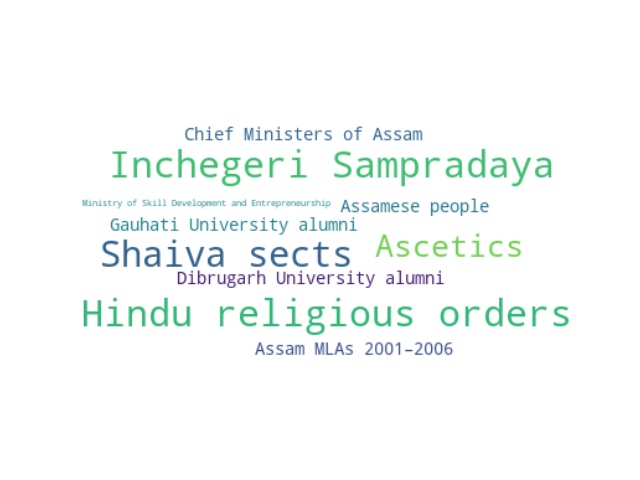 Chief Ministers of Assam
Inchegeri Sampradaya
Ministry of Skill Development and Entrepreneurship
Assamese people
Gauhati University alumni
Shaiva sects
Ascetics
Dibrugarh University alumni
Hindu religious orders
Assam MLAs 2001–2006